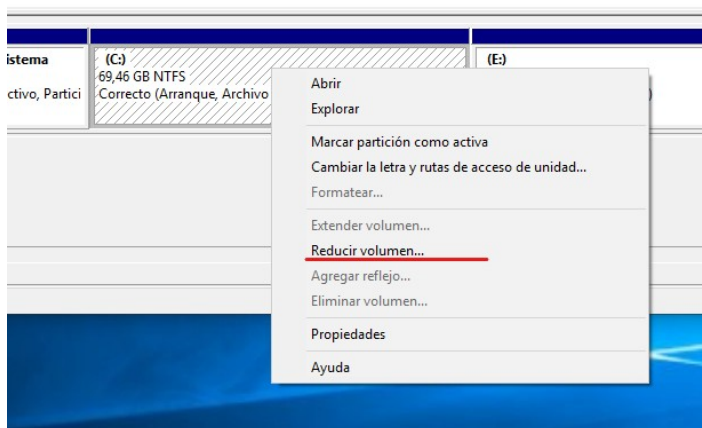 istema
ctivo, Partici
(C:)
69,46 GB NTFS
Correcto (Arranque, Archivo
(E:)
Abrir
Explorar
Marcar partición como activa
Cambiar la letra y rutas de acceso de unidad...
Formatear...
Extender volumen...
Reducir volumen...
Agregar reflejo...
Eliminar volumen...
Propiedades
Ayuda